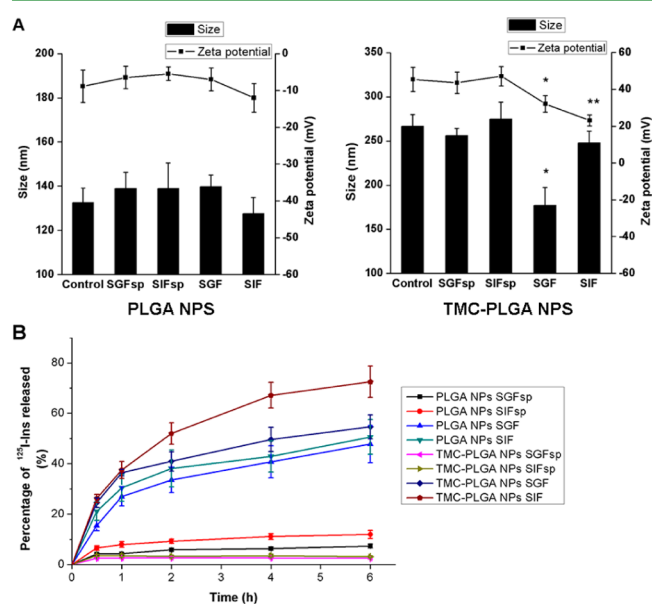 A
Size
Zeta potential
200
180
160
140
120
100
Size (nm)
0
-10
-20
-30
-40
-50
-60
Zeta potential (mV)
Control SGFsp SIFsp SGF SIF
PLGA NPS
Size
Zeta potential
350
300
250
200
150
100
Size (nm)
60
40
20
0
-20
-40
-60
Zeta potential (mV)
*
**
*
Control SGFsp SIFsp SGF SIF
TMC-PLGA NPS
B
80
60
40
20
0
Percentage of ¹²⁵I-Ins released
(%)
0 1 2 3 4 5 6
Time (h)
PLGA NPs SGFsp
PLGA NPs SIFsp
PLGA NPs SGF
PLGA NPs SIF
TMC-PLGA NPs SGFsp
TMC-PLGA NPs SIFsp
TMC-PLGA NPs SGF
TMC-PLGA NPs SIF